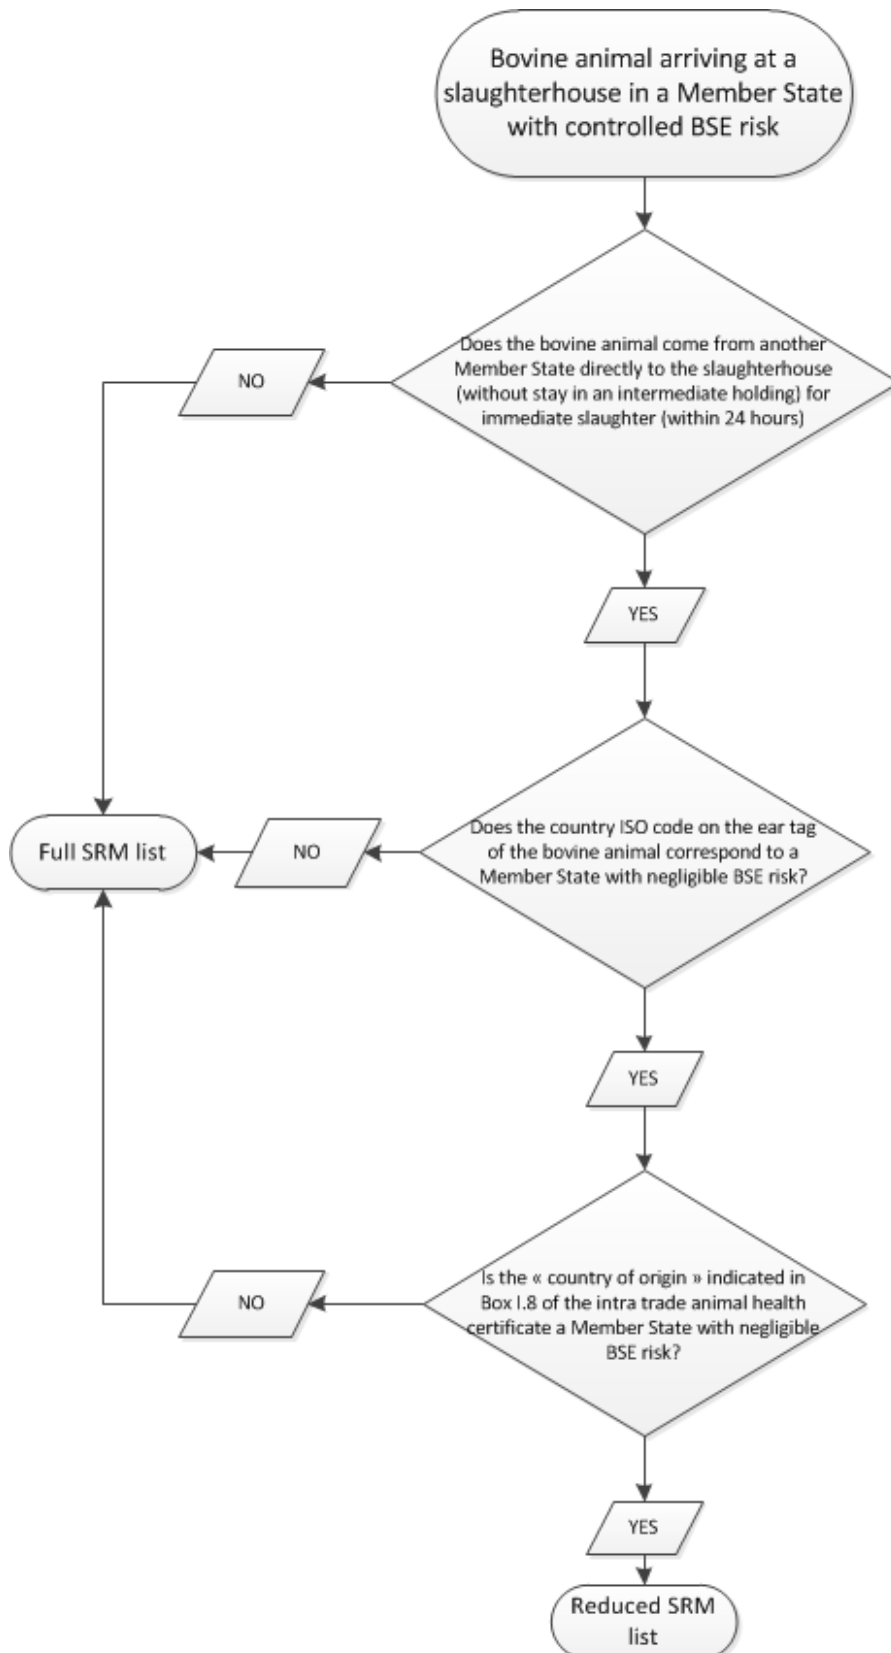 Bovine animal arriving at a
slaughterhouse in a Member State
with controlled BSE risk
Does the bovine animal come from another
Member State directly to the slaughterhouse
(without stay in an intermediate holding) for
immediate slaughter (within 24 hours)
NO
YES
Does the country ISO code on the ear tag
of the bovine animal correspond to a
Member State with negligible BSE risk?
NO
Full SRM list
YES
Is the « country of origin » indicated in
Box I.8 of the intra trade animal health
certificate a Member State with negligible
BSE risk?
NO
YES
Reduced SRM
list